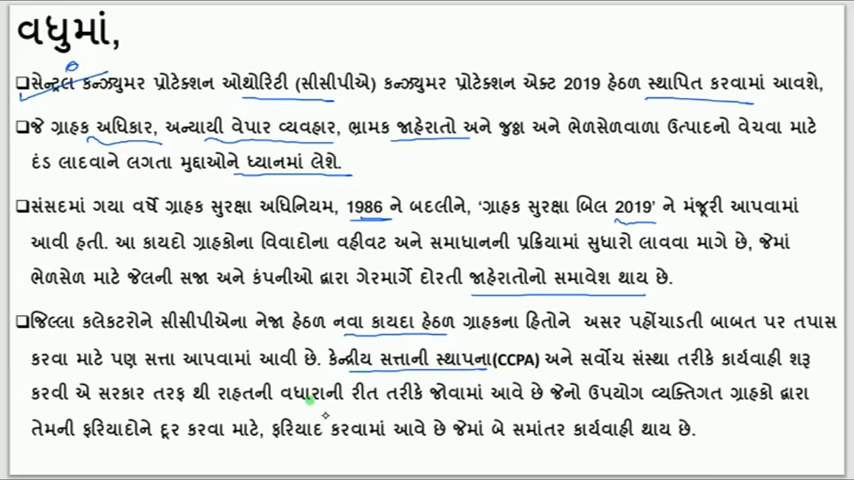 વધુમાં,
❑સેન્ટ્રલ કન્ઝ્યુમર પ્રોટેક્શન ઓથોરિટી (સીસીપીએ) કન્ઝ્યુમર પ્રોટેક્શન એક્ટ 2019 હેઠળ સ્થાપિત કરવામાં આવશે,
❑જે ગ્રાહક અધિકાર, અન્યાયી વેપાર વ્યવહાર, ભ્રામક જાહેરાતો અને જુઠ્ઠા અને ભેળસેળવાળા ઉત્પાદનો વેચવા માટે
દંડ લાદવાને લગતા મુદ્દાઓને ધ્યાનમાં લેશે.
❑સંસદમાં ગયા વર્ષે ગ્રાહક સુરક્ષા અધિનિયમ, 1986 ને બદલીને, 'ગ્રાહક સુરક્ષા બિલ 2019' ને મંજૂરી આપવામાં
આવી હતી. આ કાયદો ગ્રાહકોના વિવાદોના વહીવટ અને સમાધાનની પ્રક્રિયામાં સુધારો લાવવા માગે છે, જેમાં
ભેળસેળ માટે જેલની સજા અને કંપનીઓ દ્વારા ગેરમાર્ગે દોરતી જાહેરાતોનો સમાવેશ થાય છે.
❑જિલ્લા કલેકટરોને સીસીપીએના નેજા હેઠળ નવા કાયદા હેઠળ ગ્રાહકના હિતોને અસર પહોંચાડતી બાબત પર તપાસ
કરવા માટે પણ સત્તા આપવામાં આવી છે. કેન્દ્રીય સત્તાની સ્થાપના(CCPA) અને સર્વોચ સંસ્થા તરીકે કાર્યવાહી શરૂ
કરવી એ સરકાર તરફ થી રાહતની વધારાની રીત તરીકે જોવામાં આવે છે જેનો ઉપયોગ વ્યક્તિગત ગ્રાહકો દ્વારા
તેમની ફરિયાદોને દૂર કરવા માટે, ફરિયાદ કરવામાં આવે છે જેમાં બે સમાંતર કાર્યવાહી થાય છે.